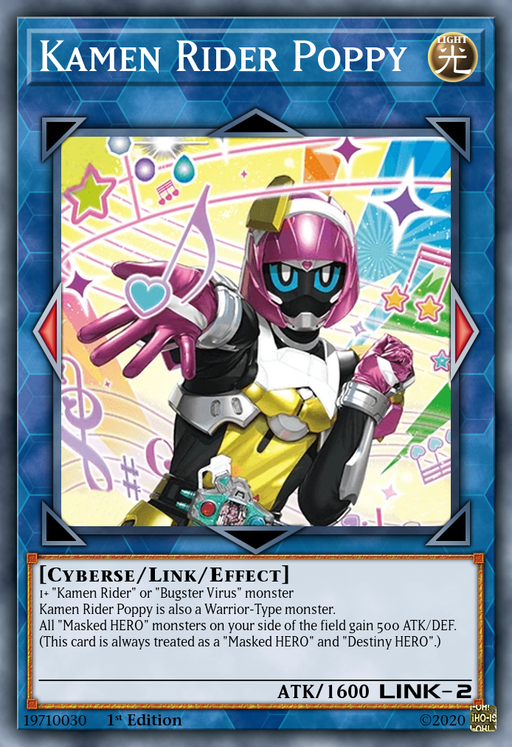 Kamen Rider Poppy
LIGHT
光
[Cyberse/Link/Effect]
1+ "Kamen Rider" or "Bugster Virus" monster
Kamen Rider Poppy is also a Warrior-Type monster.
All "Masked HERO" monsters on your side of the field gain 500 ATK/DEF.
(This card is always treated as a "Masked HERO" and "Destiny HERO".)
ATK/1600 LINK-2
19710030 1st Edition ©2020